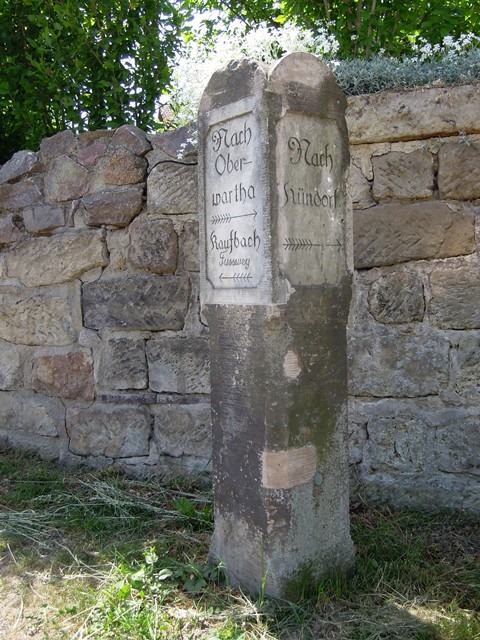 Nach
Ober-
wartha
Kaufbach
Fussweg
Nach
Hündorf